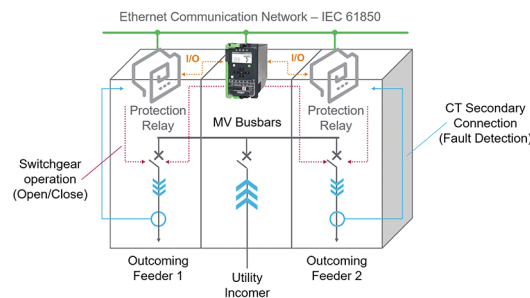 Ethernet Communication Network – IEC 61850
I/O
I/O
Protection
Relay
MV Busbars
Protection
Relay
CT Secondary
Connection
(Fault Detection)
Switchgear
operation
(Open/Close)
Outcoming
Feeder 1
Utility
Incomer
Outcoming
Feeder 2